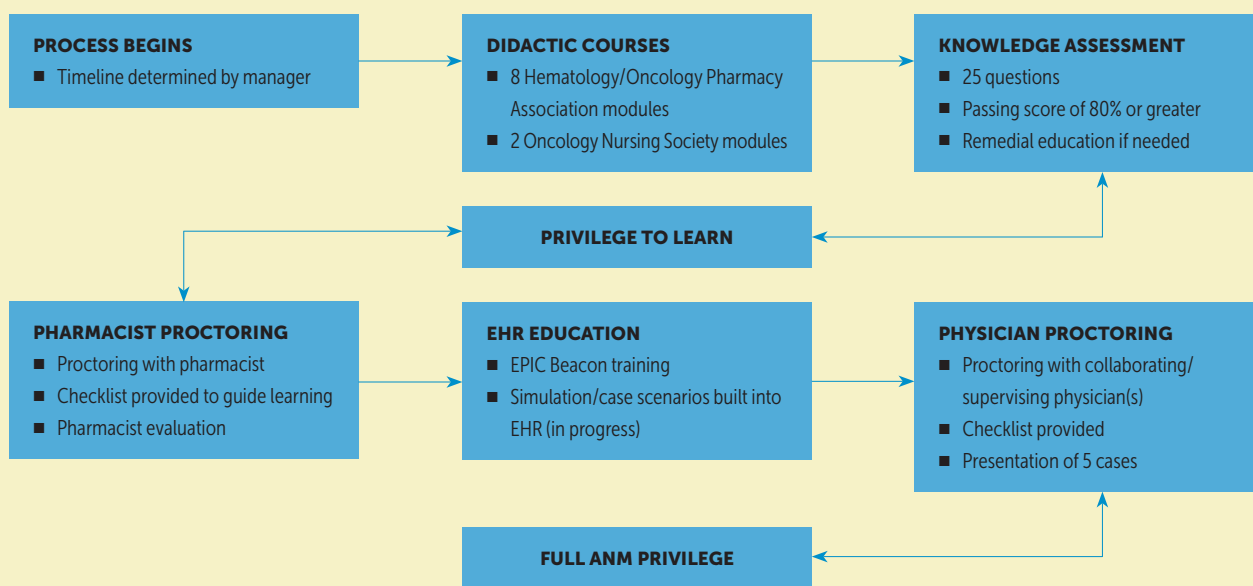 PROCESS BEGINS
■ Timeline determined by manager
DIDACTIC COURSES
■ 8 Hematology/Oncology Pharmacy
Association modules
■ 2 Oncology Nursing Society modules
KNOWLEDGE ASSESSMENT
■ 25 questions
■ Passing score of 80% or greater
■ Remedial education if needed
PRIVILEGE TO LEARN
PHARMACIST PROCTORING
■ Proctoring with pharmacist
■ Checklist provided to guide learning
■ Pharmacist evaluation
EHR EDUCATION
■ EPIC Beacon training
■ Simulation/case scenarios built into
EHR (in progress)
PHYSICIAN PROCTORING
■ Proctoring with collaborating/
supervising physician(s)
■ Checklist provided
■ Presentation of 5 cases
FULL ANM PRIVILEGE